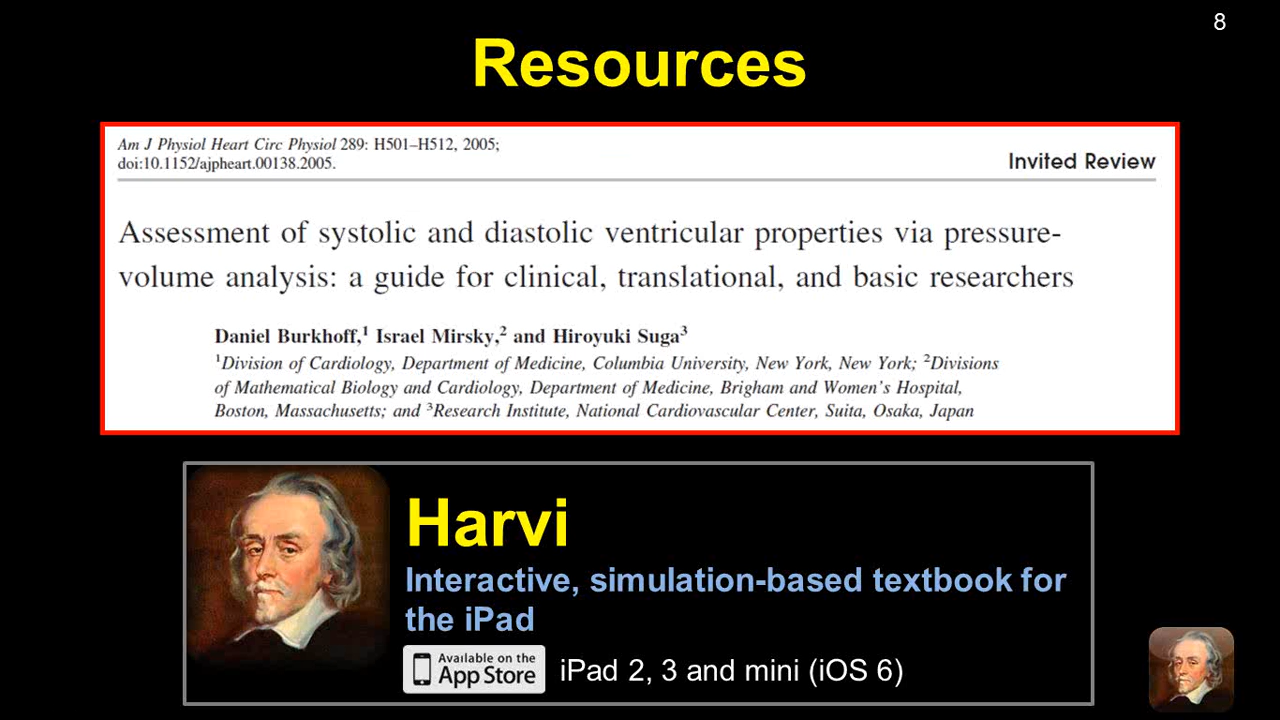 8
Resources
Am J Physiol Heart Circ Physiol 289: H501–H512, 2005;
doi:10.1152/ajpheart.00138.2005.
Invited Review
Assessment of systolic and diastolic ventricular properties via pressure-
volume analysis: a guide for clinical, translational, and basic researchers
Daniel Burkhoff,¹ Israel Mirsky,² and Hiroyuki Suga³
¹Division of Cardiology, Department of Medicine, Columbia University, New York, New York; ²Divisions
of Mathematical Biology and Cardiology, Department of Medicine, Brigham and Women's Hospital,
Boston, Massachusetts; and ³Research Institute, National Cardiovascular Center, Suita, Osaka, Japan
Harvi
Interactive, simulation-based textbook for
the iPad
Available on the
App Store
iPad 2, 3 and mini (iOS 6)